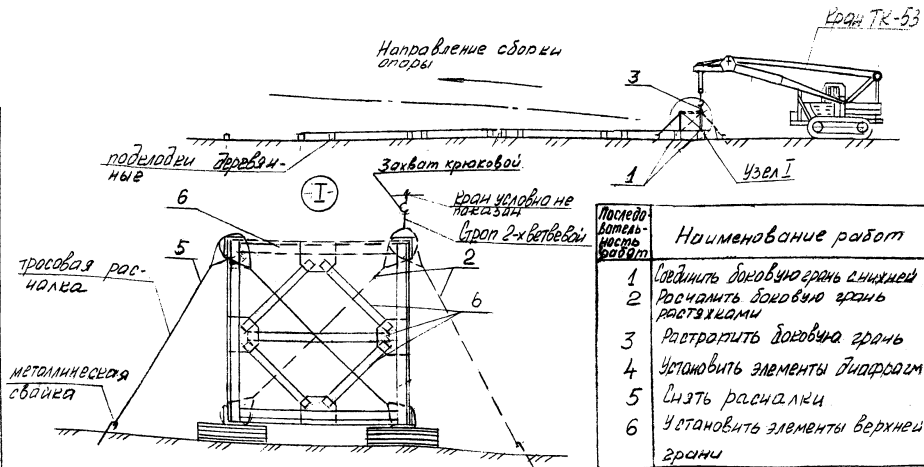 Кран ТК-53
Направление сборки
опоры
3
подкладки деревян-
ные
1
Узел I
I
Захват крюковой
Кран условно не
показан
Строп 2-х ветвевой
6
5
2
6
тросовая рас-
чалка
металлическая
свайка
Последо-
ватель-
ность
работ
Наименование работ
1 Соединить боковую грань с нижней
2 Расчалить боковую грань
растяжками
3 Расстропить боковую грань
4 Установить элементы диафрагм
5 Снять расчалки
6 Установить элементы верхней
грани